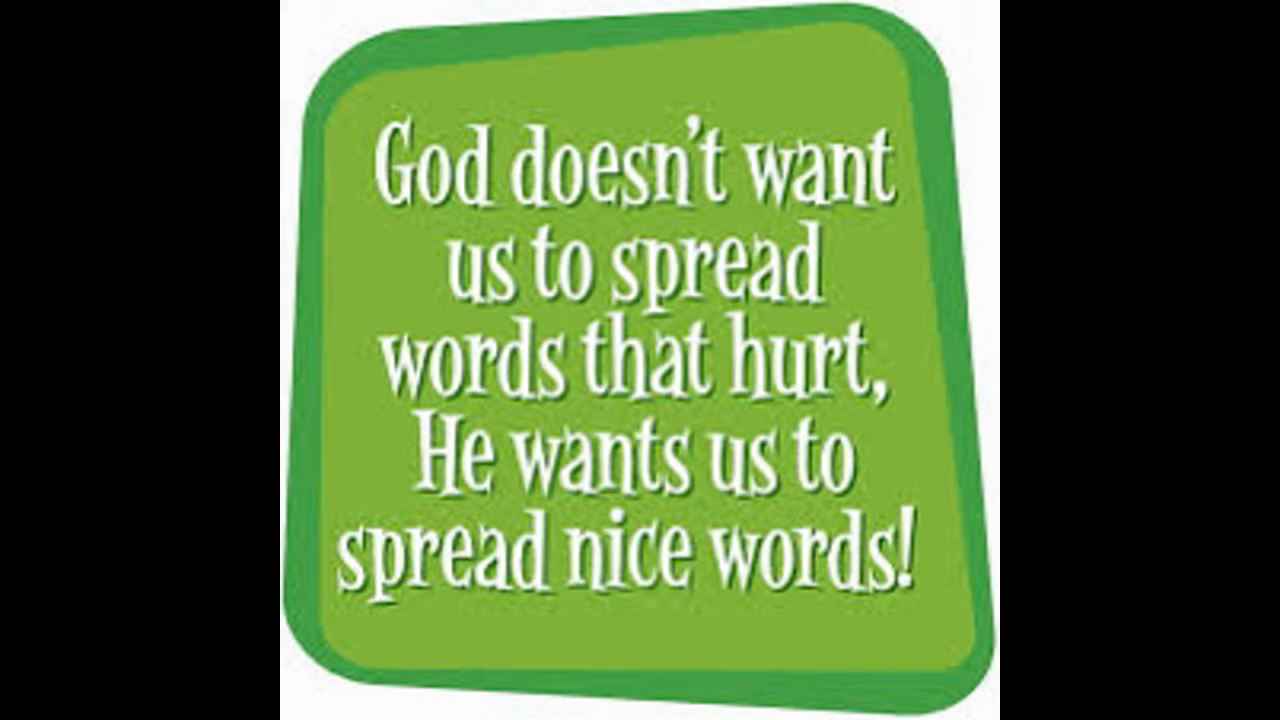 God doesn't want
us to spread
words that hurt,
He wants us to
spread nice words!